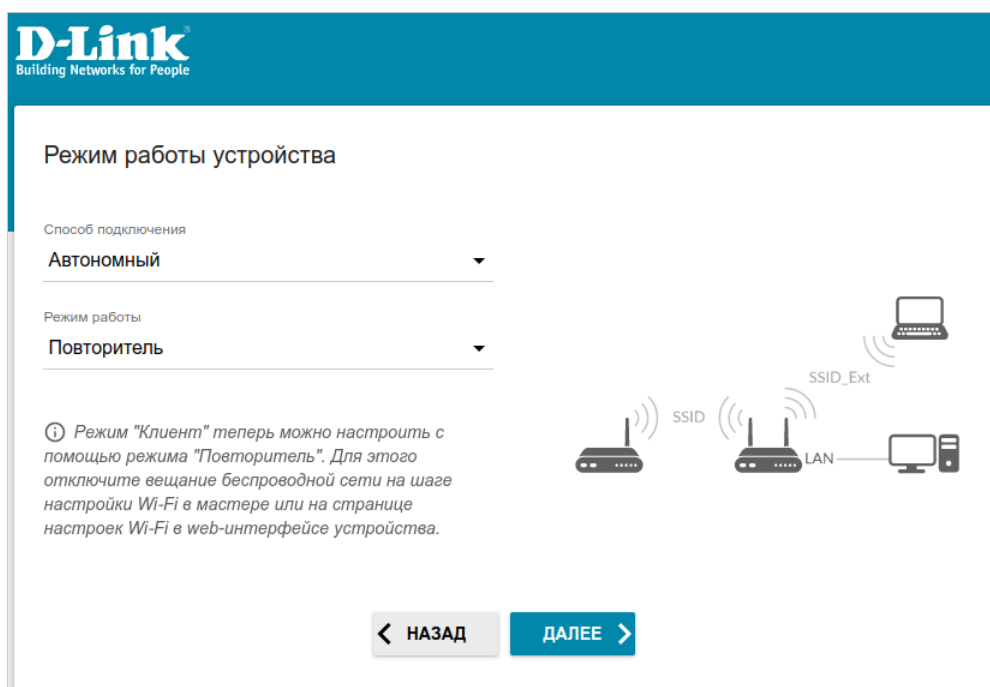 D-Link
Building Networks for People
Режим работы устройства
Способ подключения
Автономный
Режим работы
Повторитель
Режим "Клиент" теперь можно настроить с
помощью режима "Повторитель". Для этого
отключите вещание беспроводной сети на шаге
настройки Wi-Fi в мастере или на странице
настроек Wi-Fi в web-интерфейсе устройства.
SSID
SSID_Ext
LAN
НАЗАД
ДАЛЕЕ